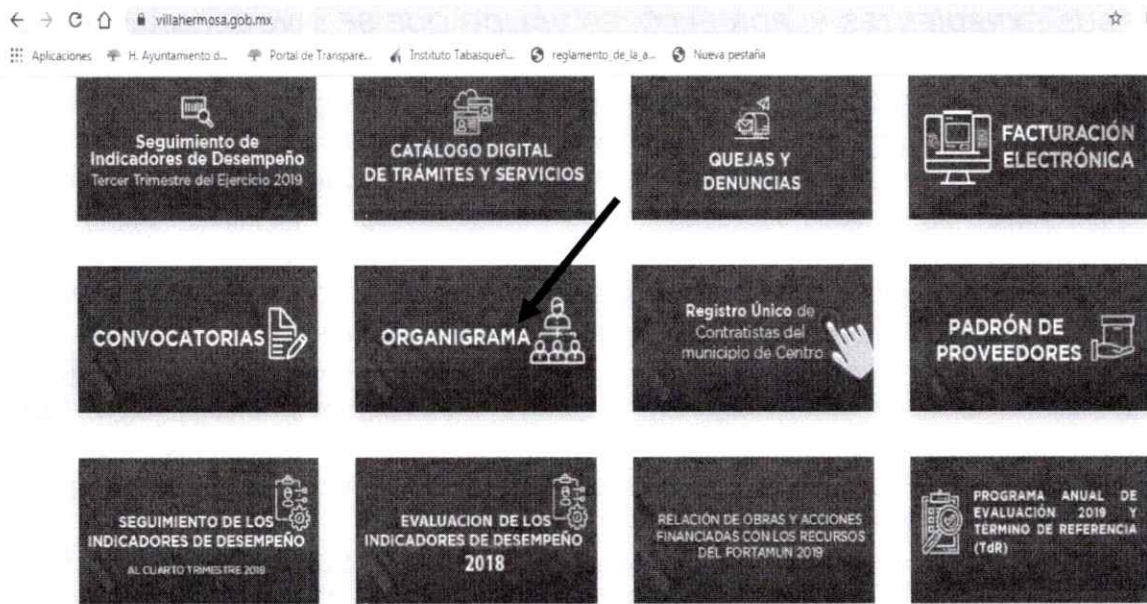 villahermosa.gob.mx
Aplicaciones
H. Ayuntamiento d...
Portal de Transpare...
Instituto Tabasqueñ...
reglamento_de_la_a...
Nueva pestaña
Seguimiento de
Indicadores de Desempeño
Tercer Trimestre del Ejercicio 2019
CATÁLOGO DIGITAL
DE TRÁMITES Y SERVICIOS
QUEJAS Y
DENUNCIAS
FACTURACIÓN
ELECTRÓNICA
CONVOCATORIAS
ORGANIGRAMA
Registro Único de
Contratistas del
municipio de Centro
PADRÓN DE
PROVEEDORES
SEGUIMIENTO DE LOS
INDICADORES DE DESEMPEÑO
AL CUARTO TRIMESTRE 2018
EVALUACION DE LOS
INDICADORES DE DESEMPEÑO
2018
RELACIÓN DE OBRAS Y ACCIONES
FINANCIADAS CON LOS RECURSOS
DEL FORTAMUN 2019
PROGRAMA ANUAL DE
EVALUACIÓN 2019 Y
TÉRMINO DE REFERENCIA
(TdR)